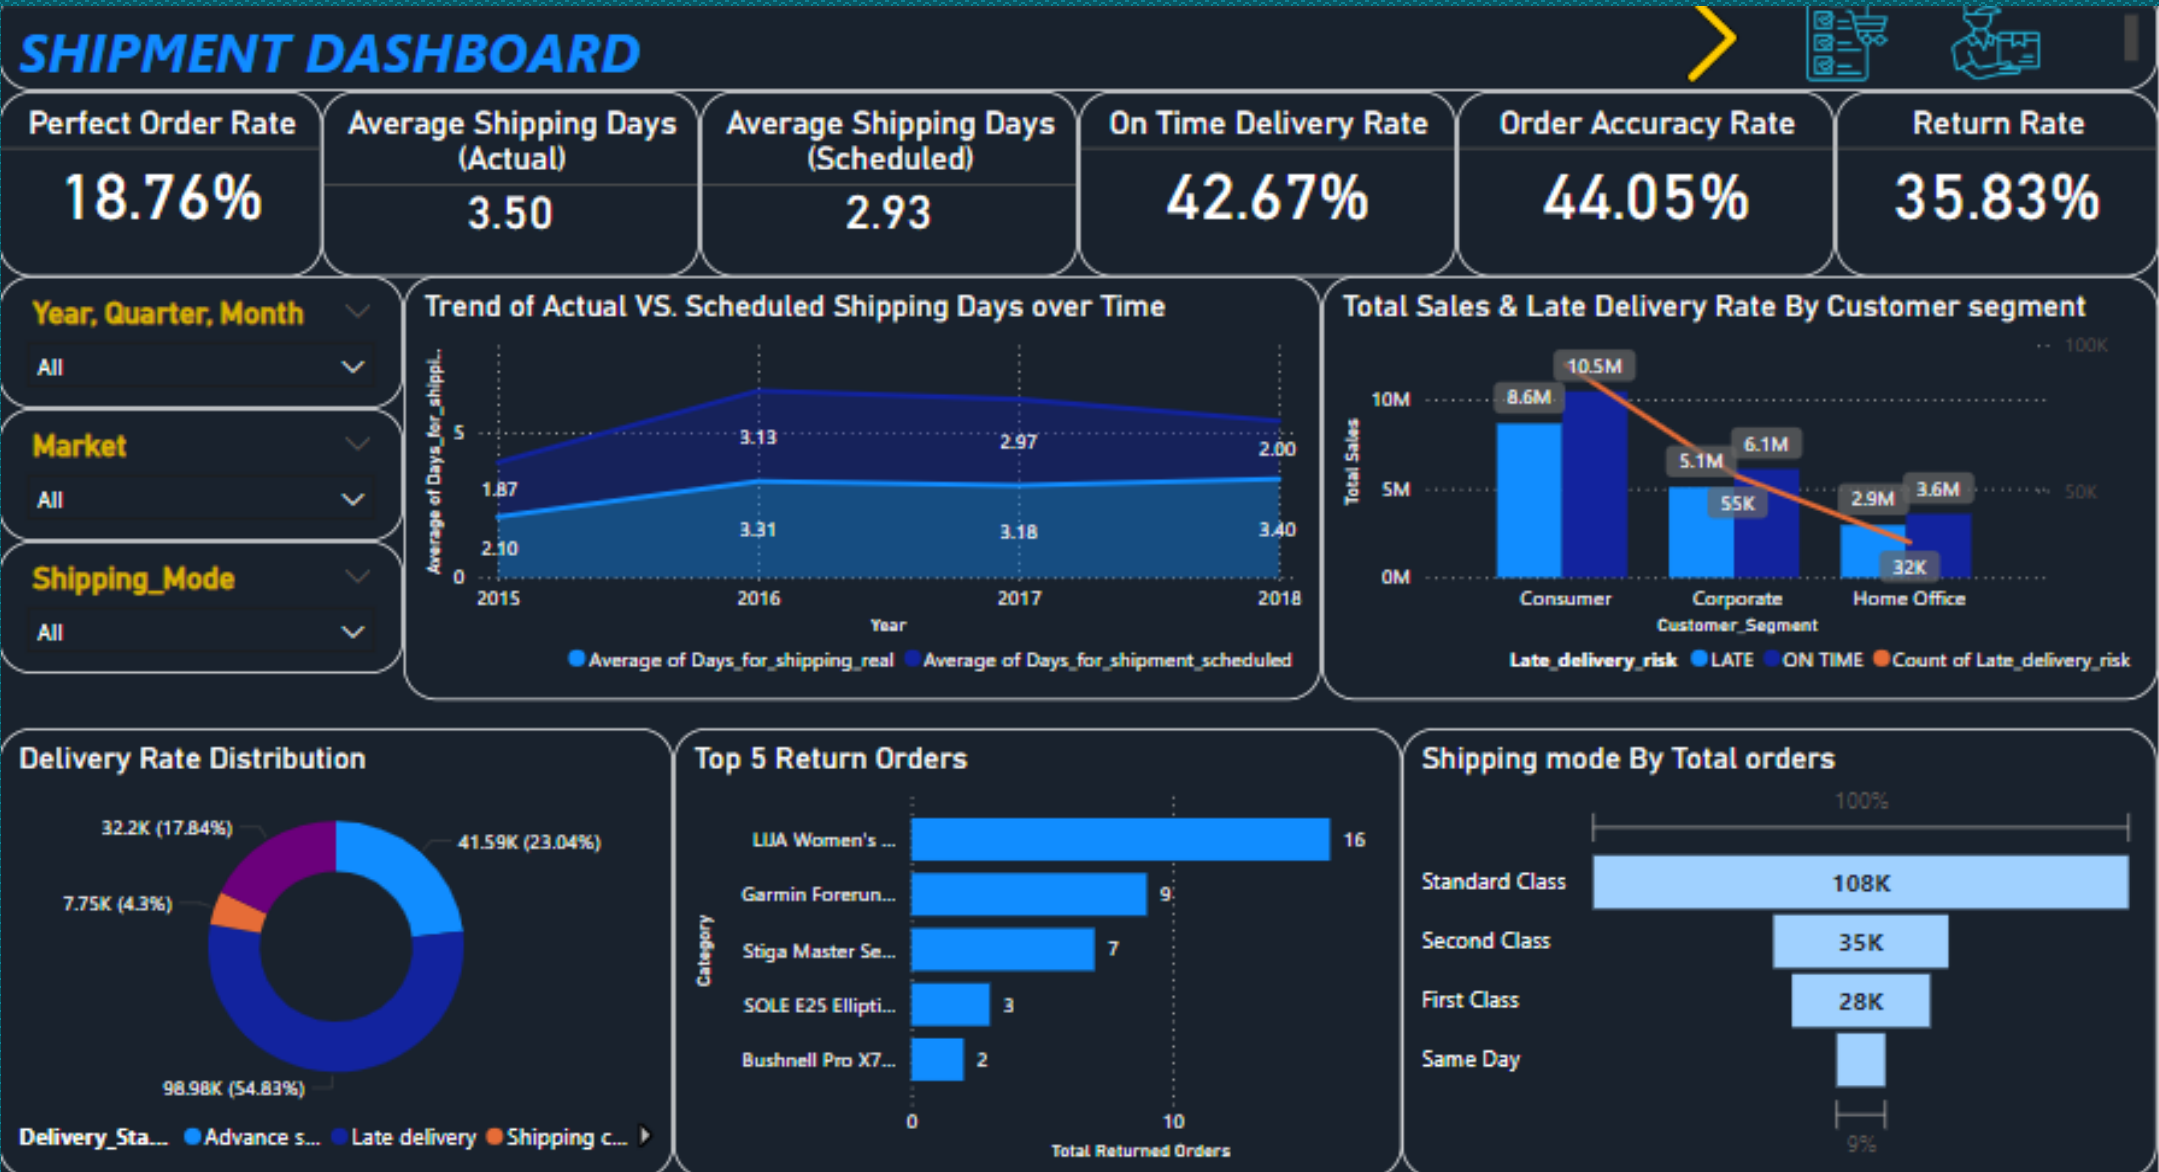 SHIPMENT DASHBOARD
Perfect Order Rate
18.76%
Average Shipping Days
(Actual)
3.50
Average Shipping Days
(Scheduled)
2.93
On Time Delivery Rate
42.67%
Order Accuracy Rate
44.05%
Return Rate
35.83%
Year, Quarter, Month
All
Market
All
Shipping_Mode
All
Trend of Actual VS. Scheduled Shipping Days over Time
Average of Days_for_shippi...
5
0
1.87
3.13
2.97
2.00
2.10
3.31
3.18
3.40
2015
2016
2017
2018
Year
Average of Days_for_shipping_real
Average of Days_for_shipment_scheduled
Total Sales & Late Delivery Rate By Customer segment
Total Sales
10M
5M
0M
100K
50K
8.6M
10.5M
5.1M
6.1M
55K
2.9M
3.6M
32K
Consumer
Corporate
Home Office
Customer_Segment
Late_delivery_risk
LATE
ON TIME
Count of Late_delivery_risk
Delivery Rate Distribution
32.2K (17.84%)
41.59K (23.04%)
7.75K (4.3%)
98.98K (54.83%)
Delivery_Sta...
Advance s...
Late delivery
Shipping c...
Top 5 Return Orders
Category
LIJA Women's ...
16
Garmin Forerun...
9
Stiga Master Se...
7
SOLE E25 Ellipti...
3
Bushnell Pro X7...
2
0
10
Total Returned Orders
Shipping mode By Total orders
100%
Standard Class
108K
Second Class
35K
First Class
28K
Same Day
9%